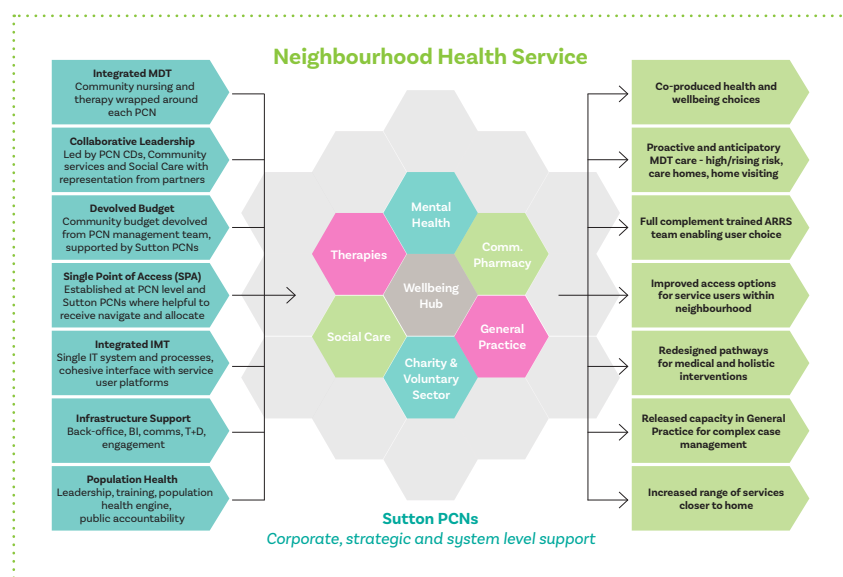 Neighbourhood Health Service
Integrated MDT
Community nursing and
therapy wrapped around
each PCN
Collaborative Leadership
Led by PCN CDs, Community
services and Social Care with
representation from partners
Devolved Budget
Community budget devolved
from PCN management team,
supported by Sutton PCNs
Single Point of Access (SPA)
Established at PCN level and
Sutton PCNs where helpful to
receive navigate and allocate
Integrated IMT
Single IT system and processes,
cohesive interface with service
user platforms
Infrastructure Support
Back-office, BI, comms, T+D,
engagement
Population Health
Leadership, training, population
health engine,
public accountability
Mental
Health
Therapies
Comm.
Pharmacy
Wellbeing
Hub
Social Care
General
Practice
Charity &
Voluntary
Sector
Co-produced health and
wellbeing choices
Proactive and anticipatory
MDT care - high/rising risk,
care homes, home visiting
Full complement trained ARRS
team enabling user choice
Improved access options
for service users within
neighbourhood
Redesigned pathways
for medical and holistic
interventions
Released capacity in General
Practice for complex case
management
Increased range of services
closer to home
Sutton PCNs
Corporate, strategic and system level support